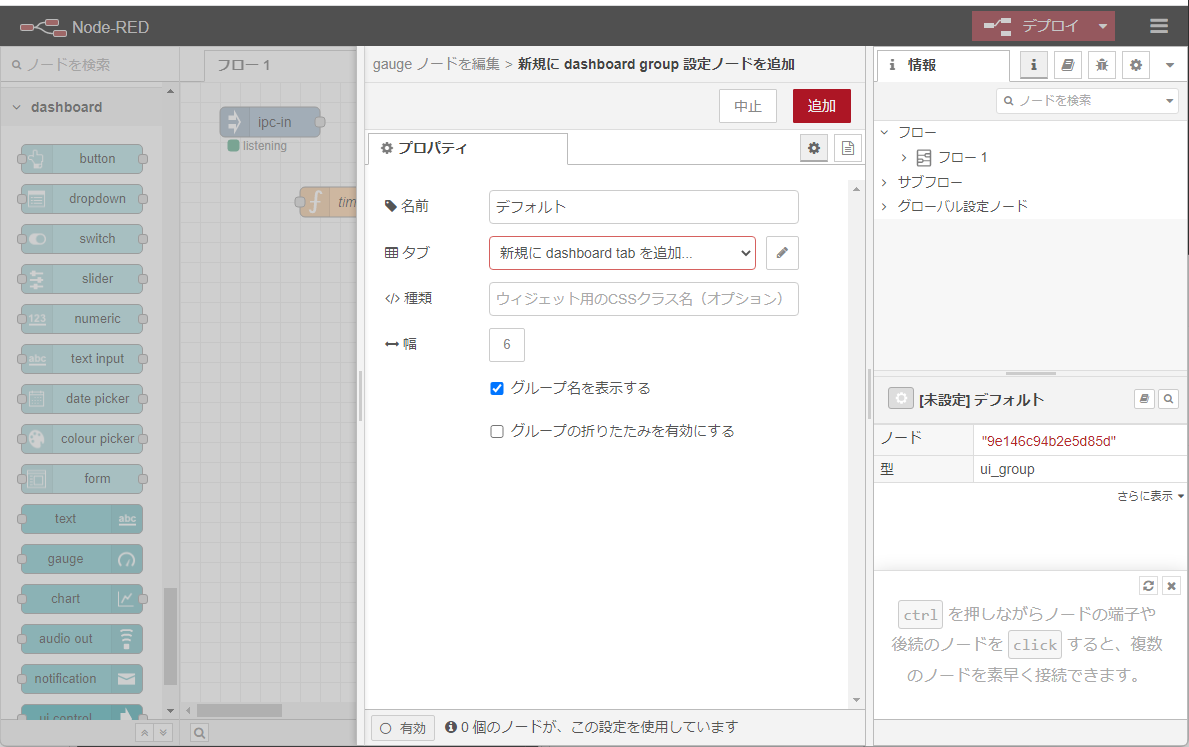 Node-RED
デプロイ
ノードを検索
フロー 1
dashboard
button
dropdown
switch
slider
numeric
123
text input
abc
date picker
colour picker
form
text
abc
gauge
chart
audio out
notification
ui control
ipc-in
listening
f
tim
gauge ノードを編集 > 新規に dashboard group 設定ノードを追加
中止
追加
プロパティ
名前
デフォルト
タブ
新規に dashboard tab を追加...
</> 種類
ウィジェット用のCSSクラス名（オプション）
幅
6
グループ名を表示する
グループの折りたたみを有効にする
有効
0 個のノードが、この設定を使用しています
i 情報
i
ノードを検索
フロー
フロー 1
サブフロー
グローバル設定ノード
[未設定] デフォルト
ノード
"9e146c94b2e5d85d"
型
ui_group
さらに表示
ctrl を押しながらノードの端子や
後続のノードを click すると、複数
のノードを素早く接続できます。